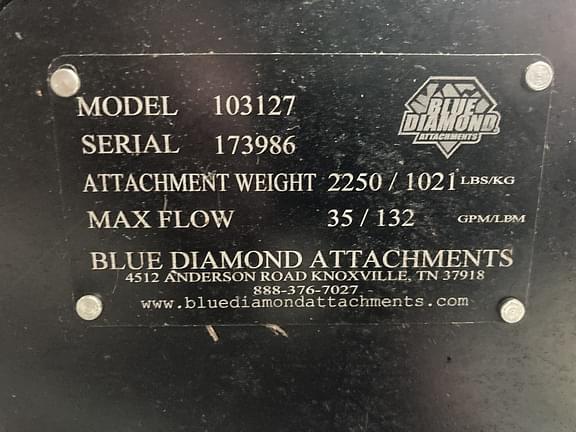 BLUE
DIAMOND
ATTACHMENTS
MODEL 103127
SERIAL 173986
ATTACHMENT WEIGHT 2250 / 1021 LBS/KG
MAX FLOW 35 / 132 GPM/LPM
BLUE DIAMOND ATTACHMENTS
4512 ANDERSON ROAD KNOXVILLE, TN 37918
888-376-7027
www.bluediamondattachments.com